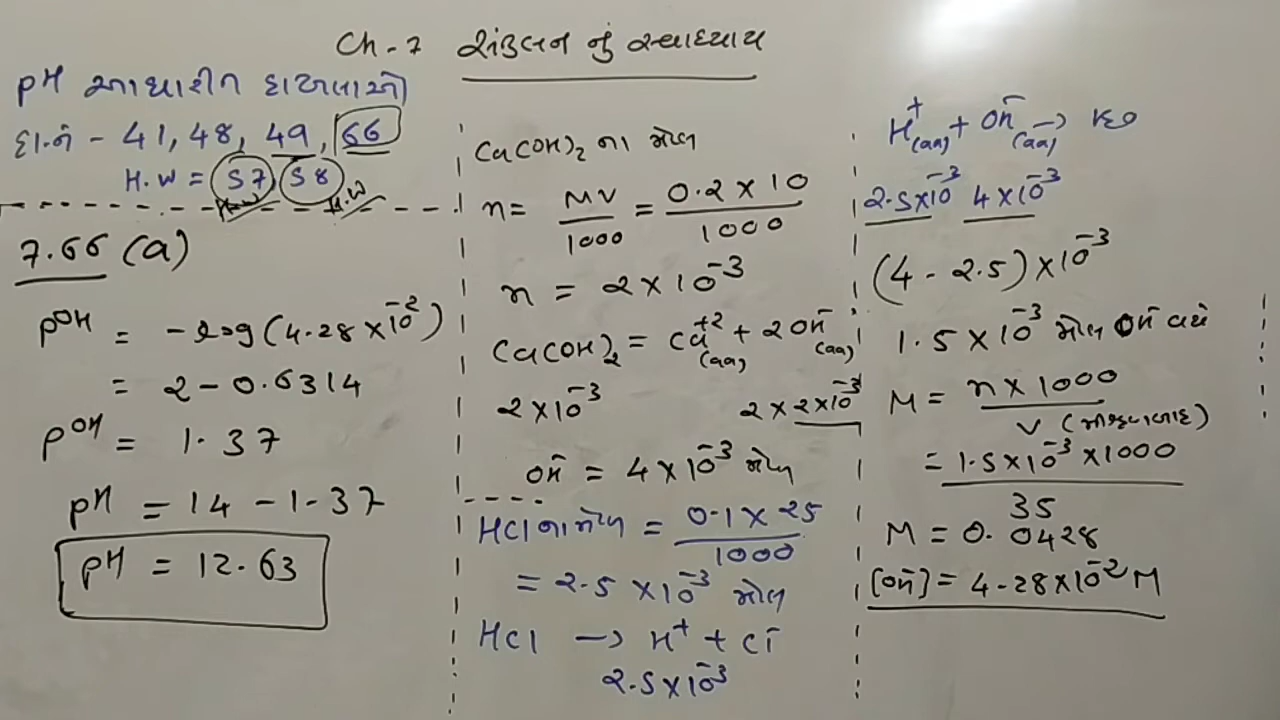 Ch-7 સંતુલન નું સ્વાધ્યાય
pH આધારીત દાખલાઓ
દા.નં - 41, 48, 49, 66
H.W = 57, 58
H.W H.W
7.66 (a)
pOH = -log(4.28 × 10⁻²)
= 2 - 0.6314
pOH = 1.37
pH = 14 - 1.37
pH = 12.63
Ca(OH)₂ ના મોલ
n = MV/1000 = 0.2 × 10/1000
n = 2 × 10⁻³
Ca(OH)₂ = Ca⁺²(aq) + 2OH⁻(aq)
2 × 10⁻³ 2 × 2 × 10⁻³
OH⁻ = 4 × 10⁻³ મોલ
HCl ના મોલ = 0.1 × 25/1000
= 2.5 × 10⁻³ મોલ
HCl → H⁺ + Cl⁻
2.5 × 10⁻³
H⁺(aq) + OH⁻(aq) → H₂O
2.5 × 10⁻³ 4 × 10⁻³
(4 - 2.5) × 10⁻³
1.5 × 10⁻³ મોલ OH⁻ વધે
M = n × 1000/V
= 1.5 × 10⁻³ × 1000/35
M = 0.0428
[OH⁻] = 4.28 × 10⁻² M